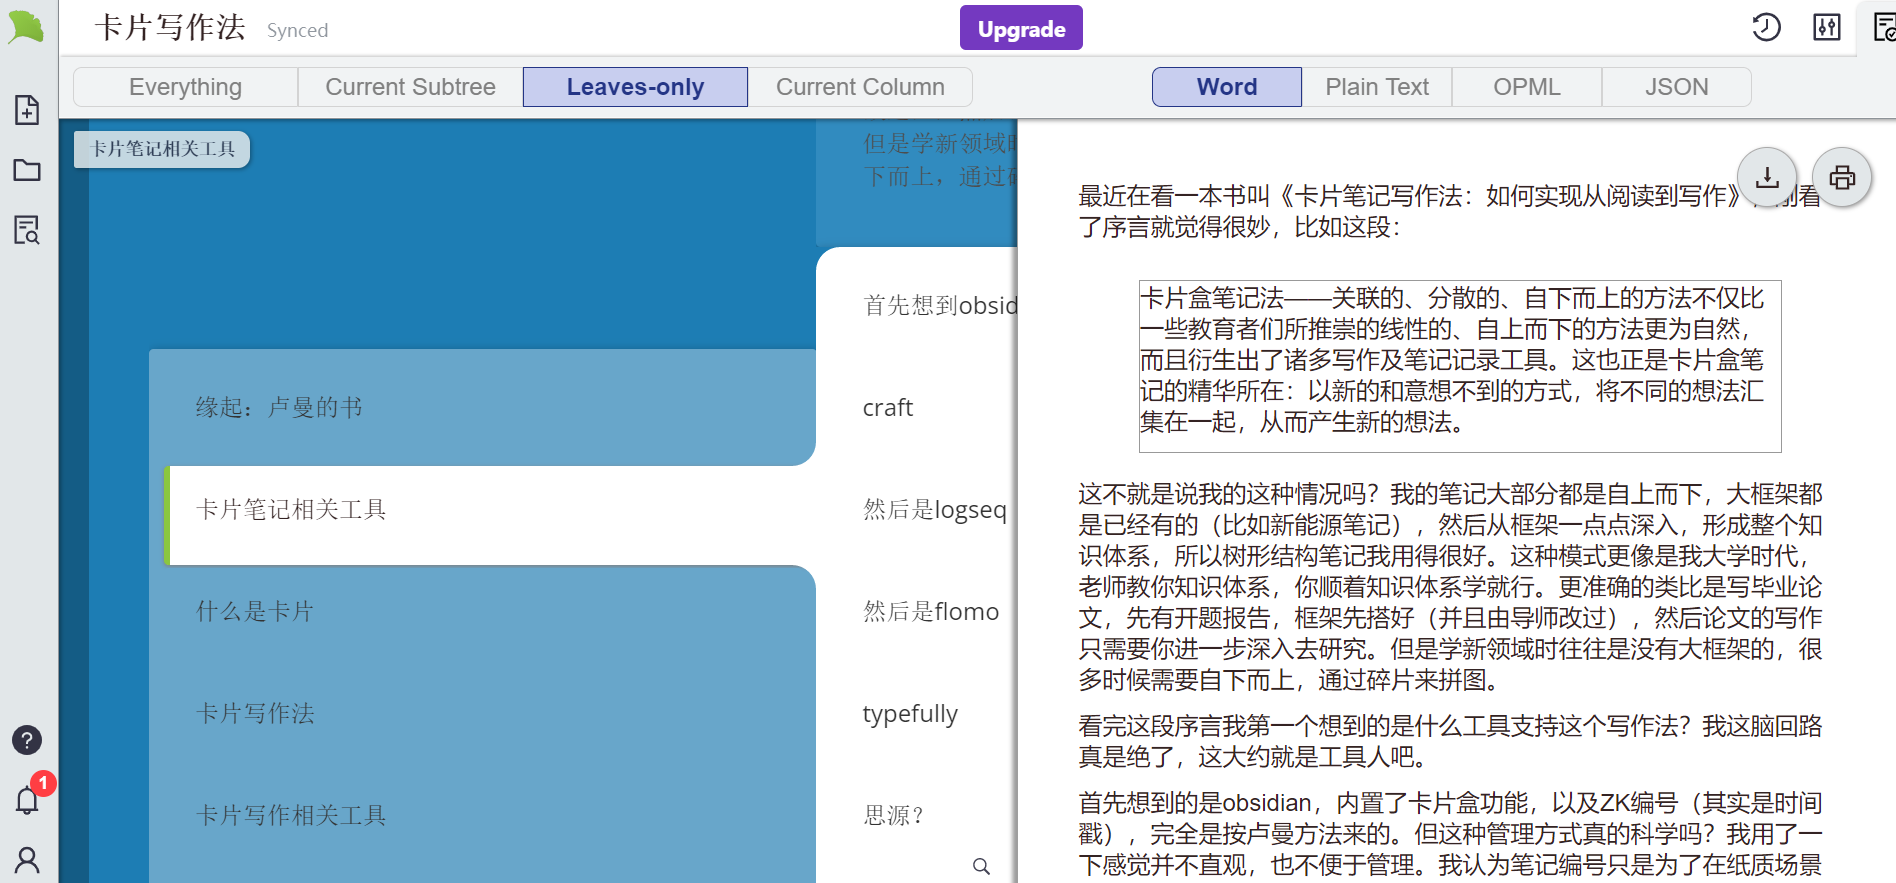 卡片写作法 Synced
Upgrade
Everything
Current Subtree
Leaves-only
Current Column
Word
Plain Text
OPML
JSON
卡片笔记相关工具
但是学新领域
下而上，通过
缘起：卢曼的书
卡片笔记相关工具
什么是卡片
卡片写作法
卡片写作相关工具
首先想到obsid
craft
然后是logseq
然后是flomo
typefully
思源？
最近在看一本书叫《卡片笔记写作法：如何实现从阅读到写作》，刚看
了序言就觉得很妙，比如这段：
卡片盒笔记法——关联的、分散的、自下而上的方法不仅比
一些教育者们所推崇的线性的、自上而下的方法更为自然，
而且衍生出了诸多写作及笔记记录工具。这也正是卡片盒笔
记的精华所在：以新的和意想不到的方式，将不同的想法汇
集在一起，从而产生新的想法。
这不就是说我的这种情况吗？我的笔记大部分都是自上而下，大框架都
是已经有的（比如新能源笔记），然后从框架一点点深入，形成整个知
识体系，所以树形结构笔记我用得很好。这种模式更像是我大学时代，
老师教你知识体系，你顺着知识体系学就行。更准确的类比是写毕业论
文，先有开题报告，框架先搭好（并且由导师改过），然后论文的写作
只需要你进一步深入去研究。但是学新领域时往往是没有大框架的，很
多时候需要自下而上，通过碎片来拼图。
看完这段序言我第一个想到的是什么工具支持这个写作法？我这脑回路
真是绝了，这大约就是工具人吧。
首先想到的是obsidian，内置了卡片盒功能，以及ZK编号（其实是时间
戳），完全是按卢曼方法来的。但这种管理方式真的科学吗？我用了一
下感觉并不直观，也不便于管理。我认为笔记编号只是为了在纸质场景
?
1